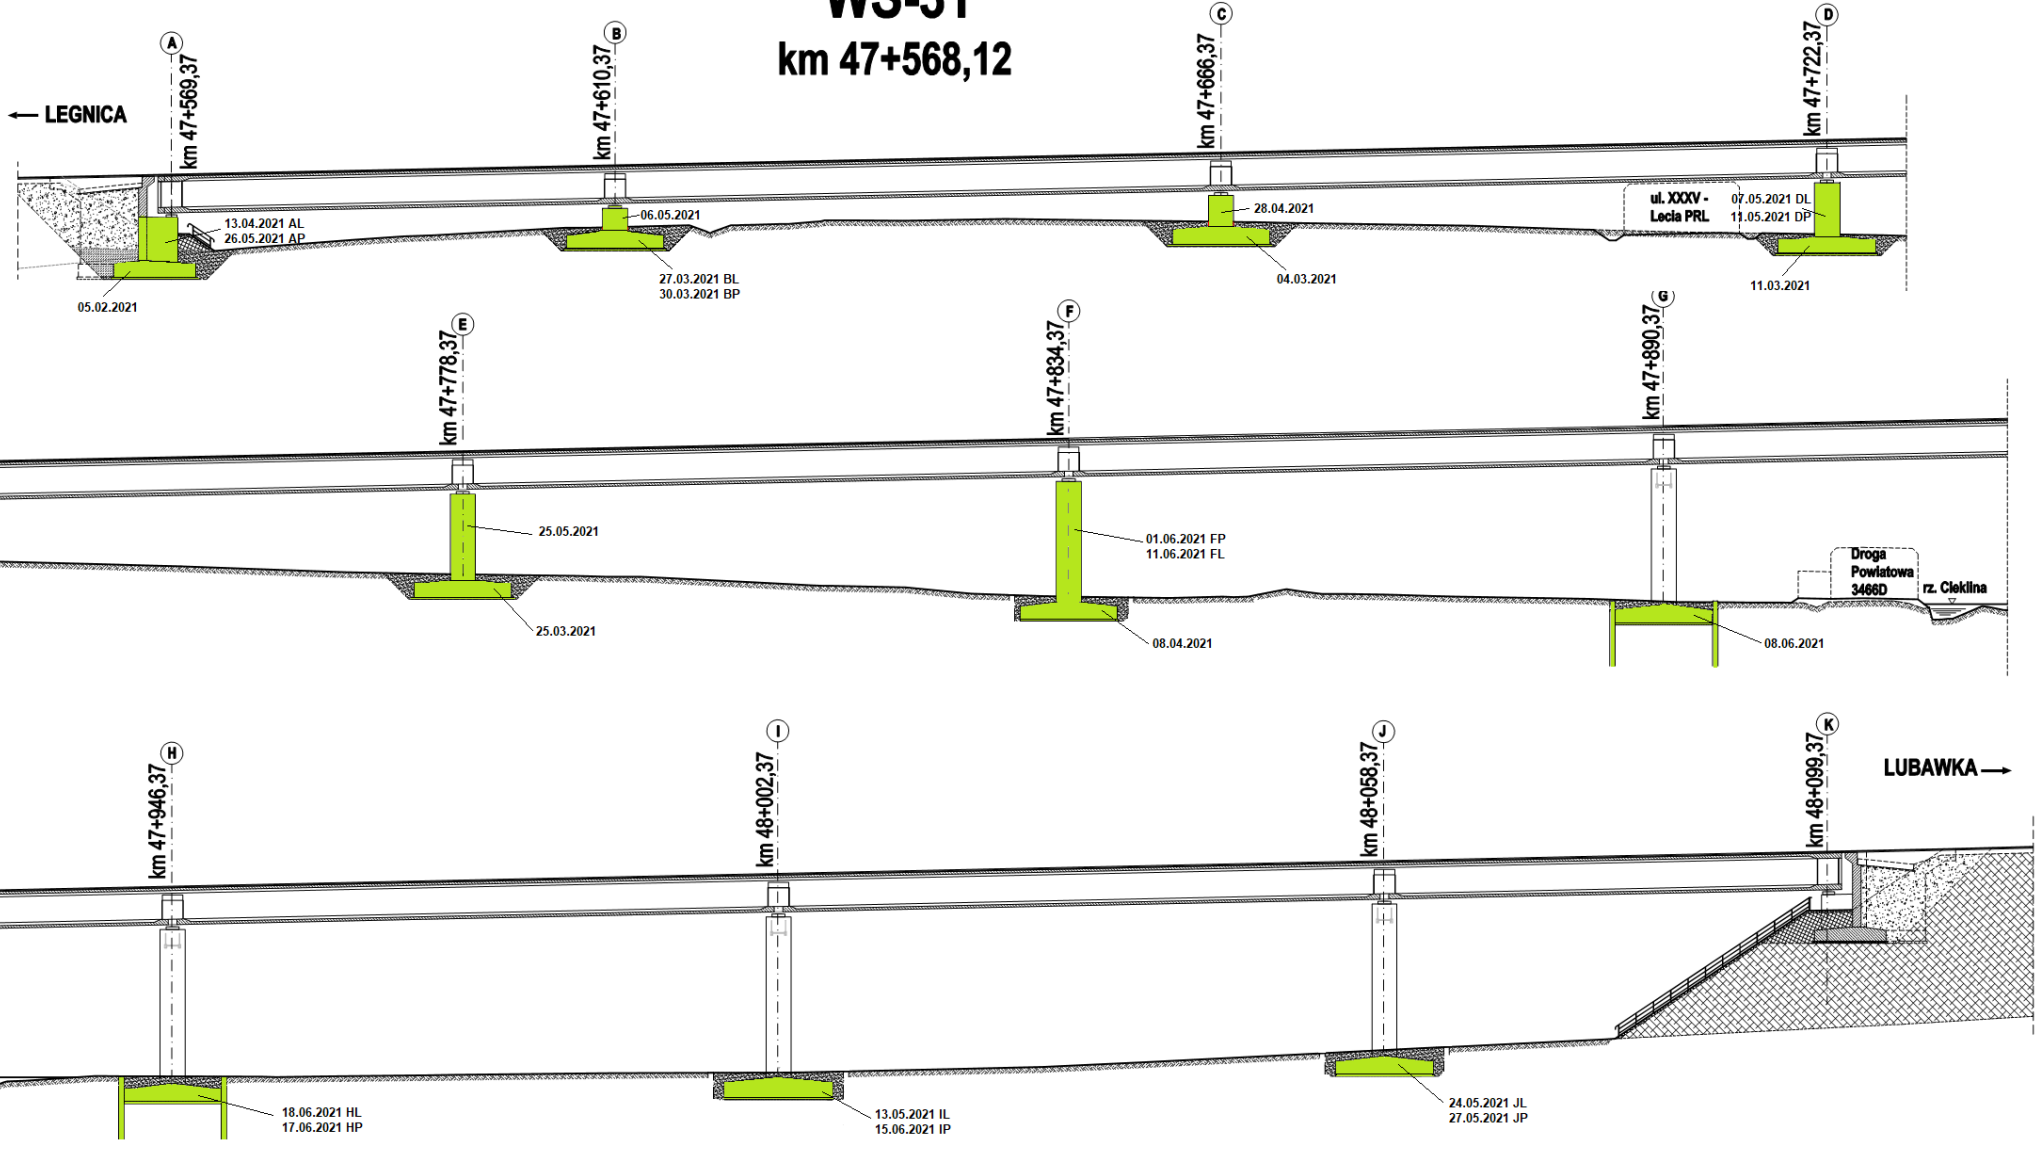 WS-31
km 47+568,12
A
B
C
D
km 47+569,37
km 47+610,37
km 47+666,37
km 47+722,37
← LEGNICA
13.04.2021 AL
26.05.2021 AP
06.05.2021
28.04.2021
ul. XXXV -
Lecia PRL
07.05.2021 DL
11.05.2021 DP
05.02.2021
27.03.2021 BL
30.03.2021 BP
04.03.2021
11.03.2021
E
F
G
km 47+778,37
km 47+834,37
km 47+890,37
25.05.2021
01.06.2021 FP
11.06.2021 FL
Droga
Powiatowa
3466D
rz. Cieklina
25.03.2021
08.04.2021
08.06.2021
H
I
J
K
km 47+946,37
km 48+002,37
km 48+058,37
km 48+099,37
LUBAWKA →
18.06.2021 HL
17.06.2021 HP
13.05.2021 IL
15.06.2021 IP
24.05.2021 JL
27.05.2021 JP